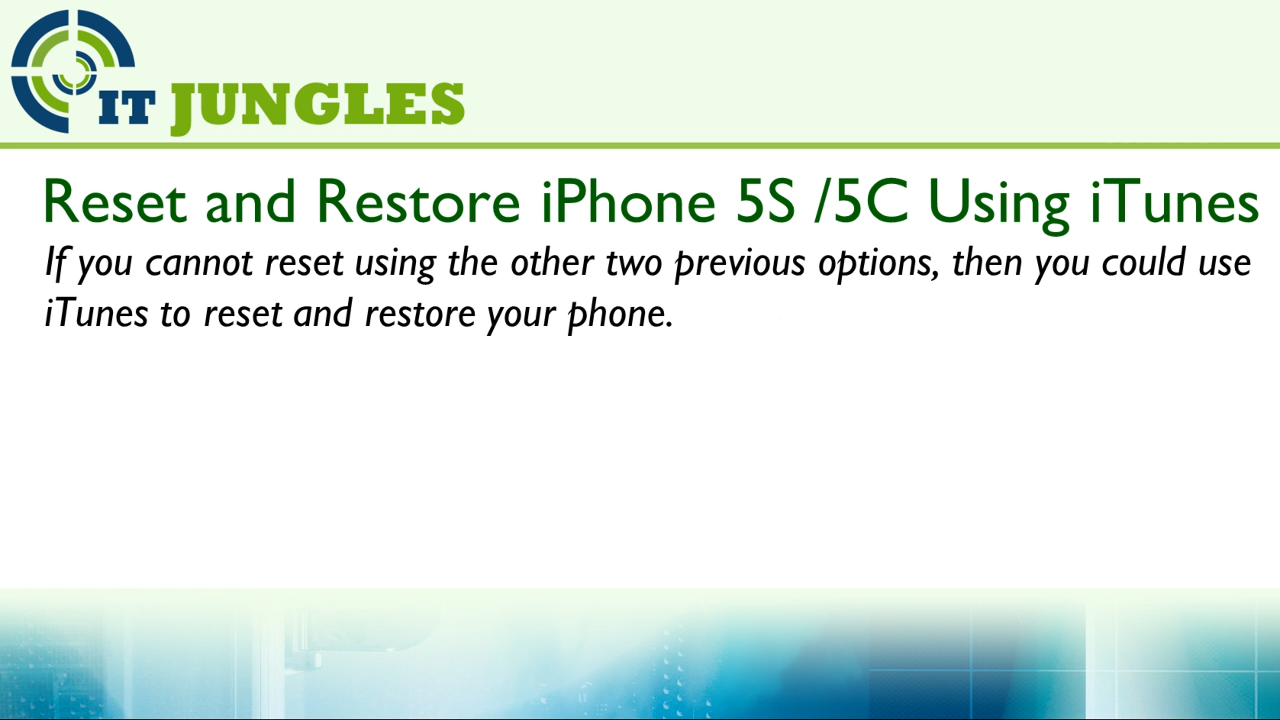 IT JUNGLES
Reset and Restore iPhone 5S /5C Using iTunes
If you cannot reset using the other two previous options, then you could use
iTunes to reset and restore your phone.